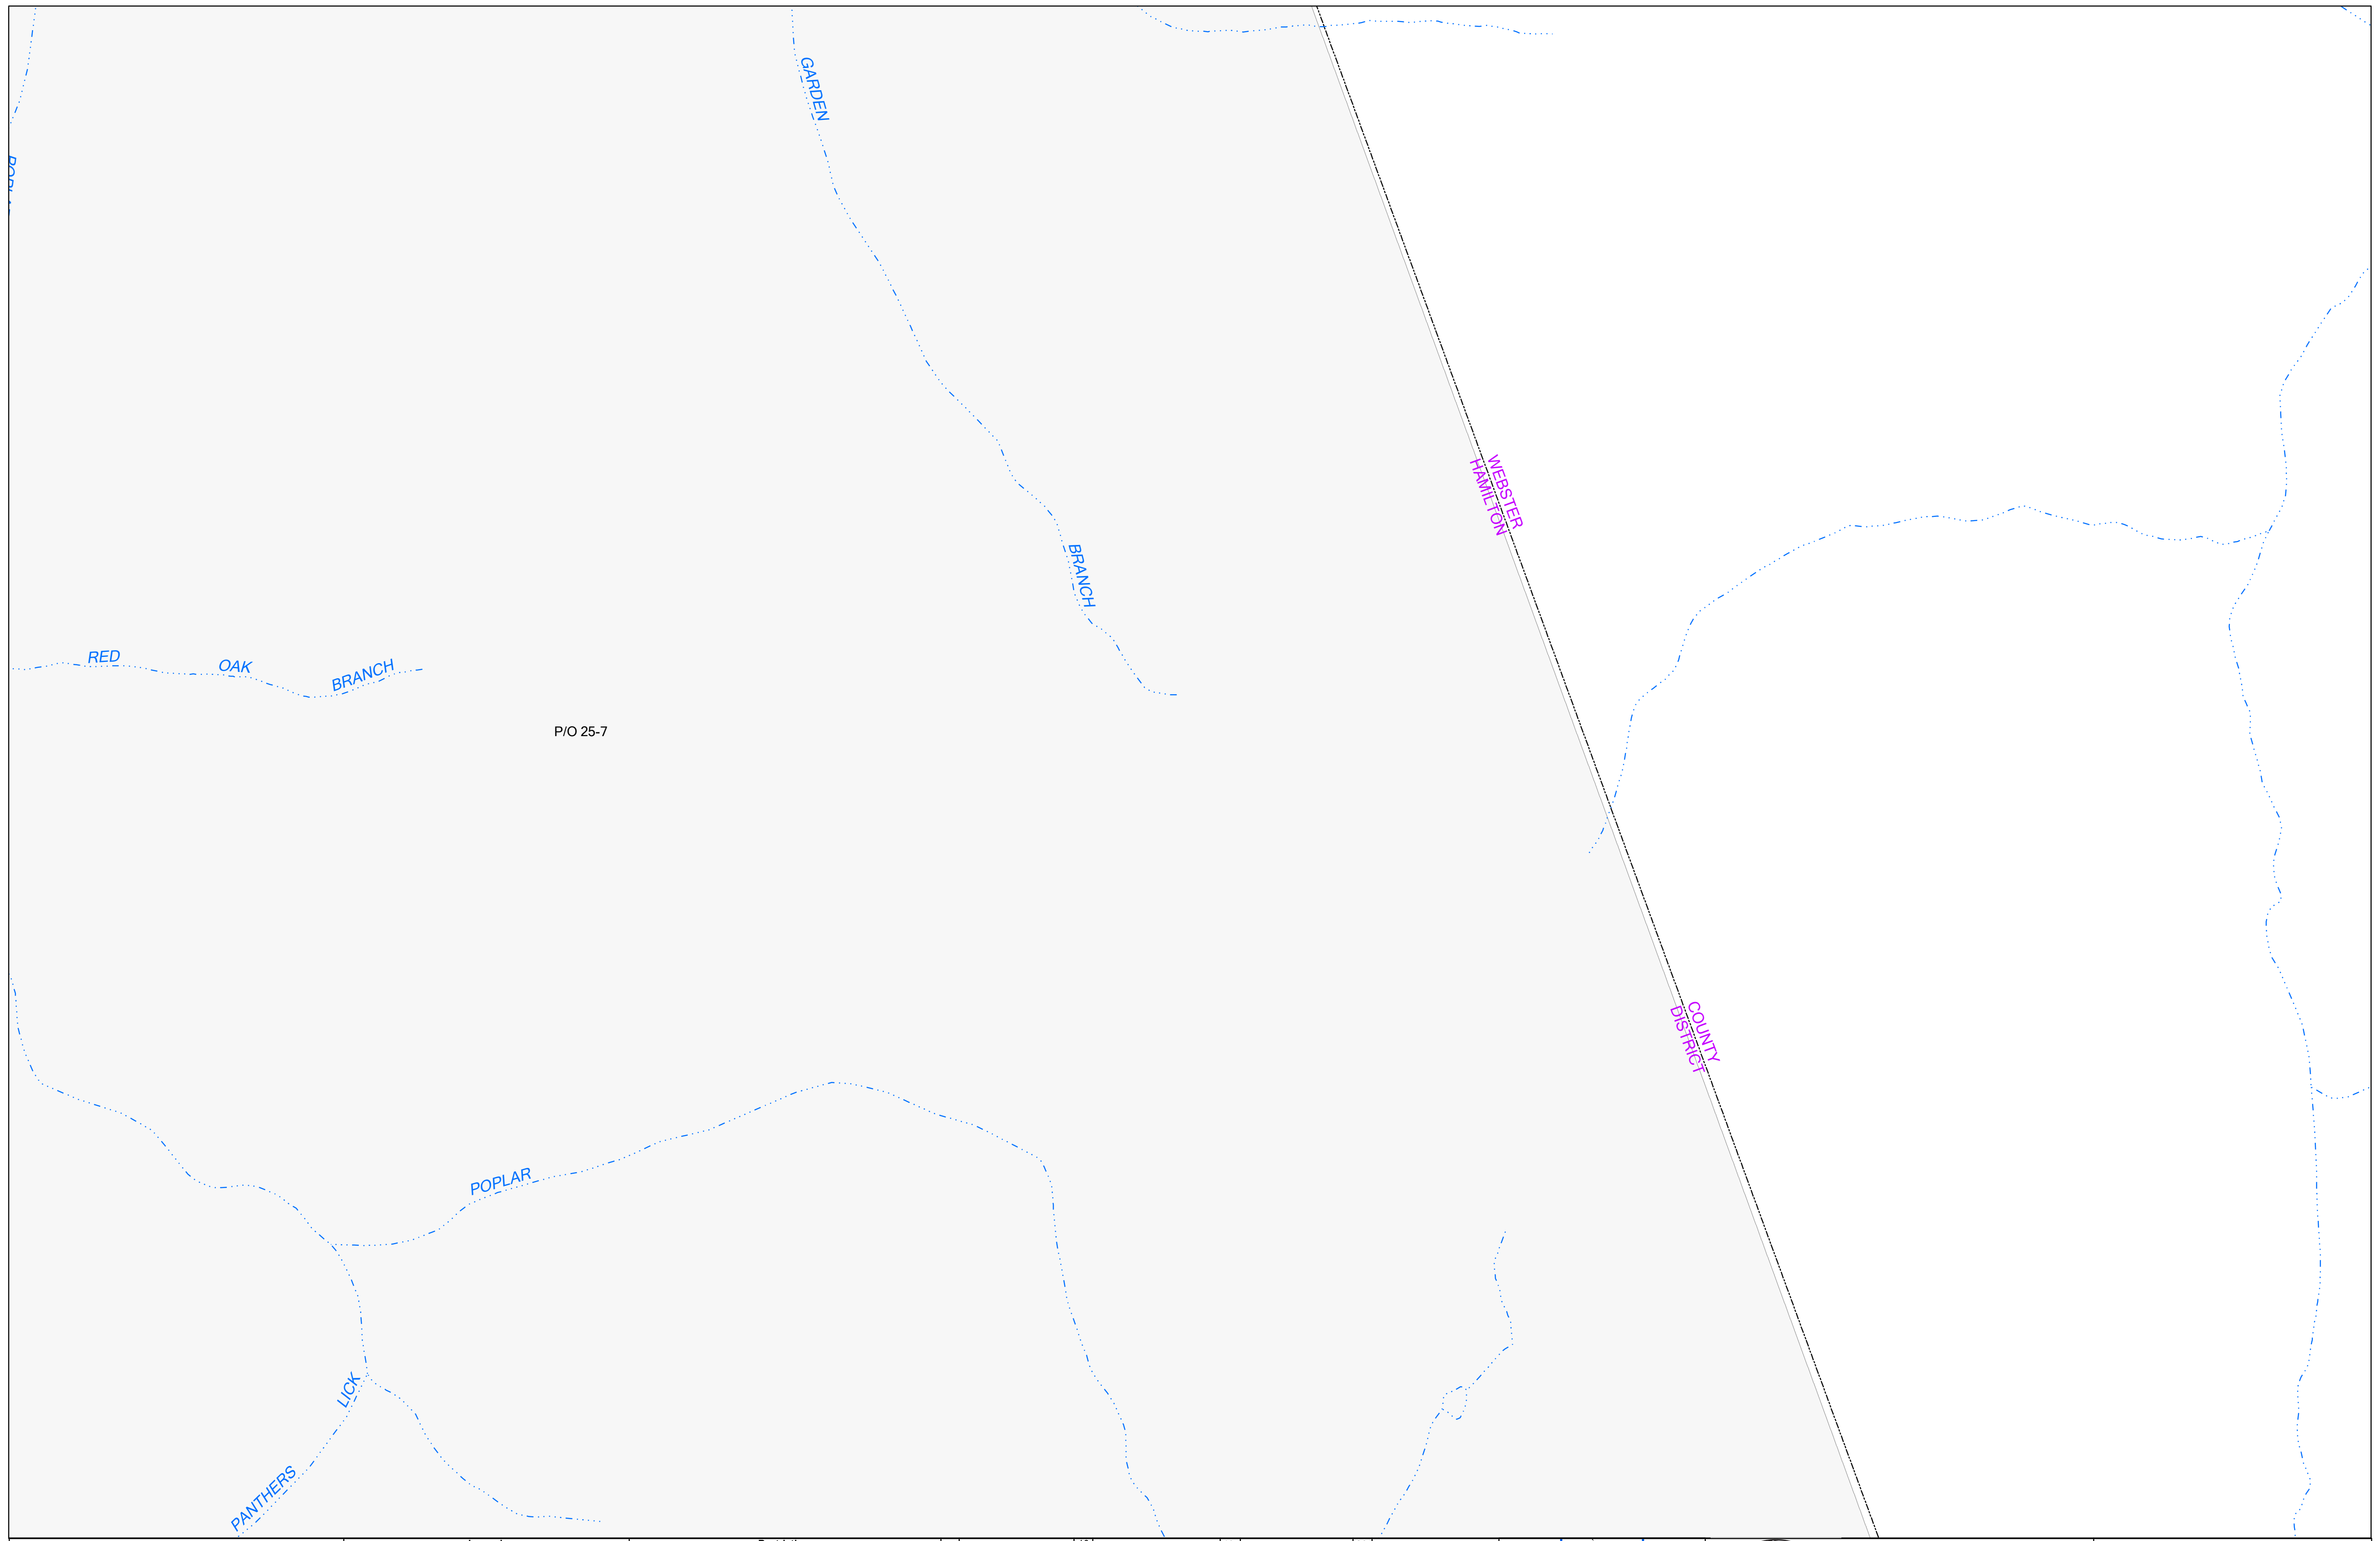 GARDEN
WEBSTER
HAMILTON
BRANCH
RED OAK BRANCH
P/O 25-7
COUNTY
DISTRICT
POPLAR
LICK
PANTHERS